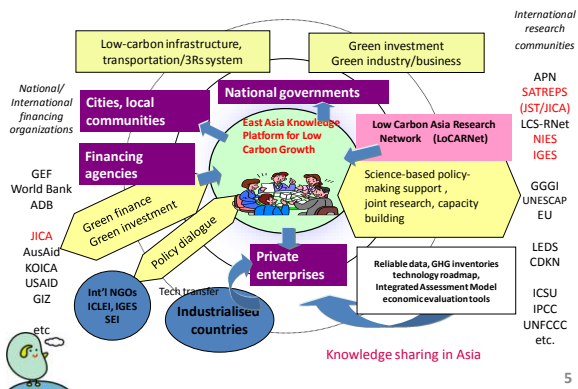 International
research
communities
Low-carbon infrastructure,
transportation/3Rs system
Green investment
Green industry/business
National/
International
financing
organizations
Cities, local
communities
National governments
East Asia Knowledge
Platform for Low
Carbon Growth
Low Carbon Asia Research
Network (LoCARNet)
APN
SATREPS
(JST/JICA)
LCS-RNet
NIES
IGES
Financing
agencies
Science-based policy-
making support ,
joint research, capacity
building
GEF
World Bank
ADB
GGGI
UNESCAP
EU
Green finance
Green investment
Policy dialogue
JICA
AusAid
KOICA
USAID
GIZ
etc
Private
enterprises
Reliable data, GHG inventories
technology roadmap,
Integrated Assessment Model
economic evaluation tools
LEDS
CDKN
ICSU
IPCC
UNFCCC
etc.
Int'l NGOs
ICLEI, IGES
SEI
Tech transfer
Industrialised
countries
Knowledge sharing in Asia
5